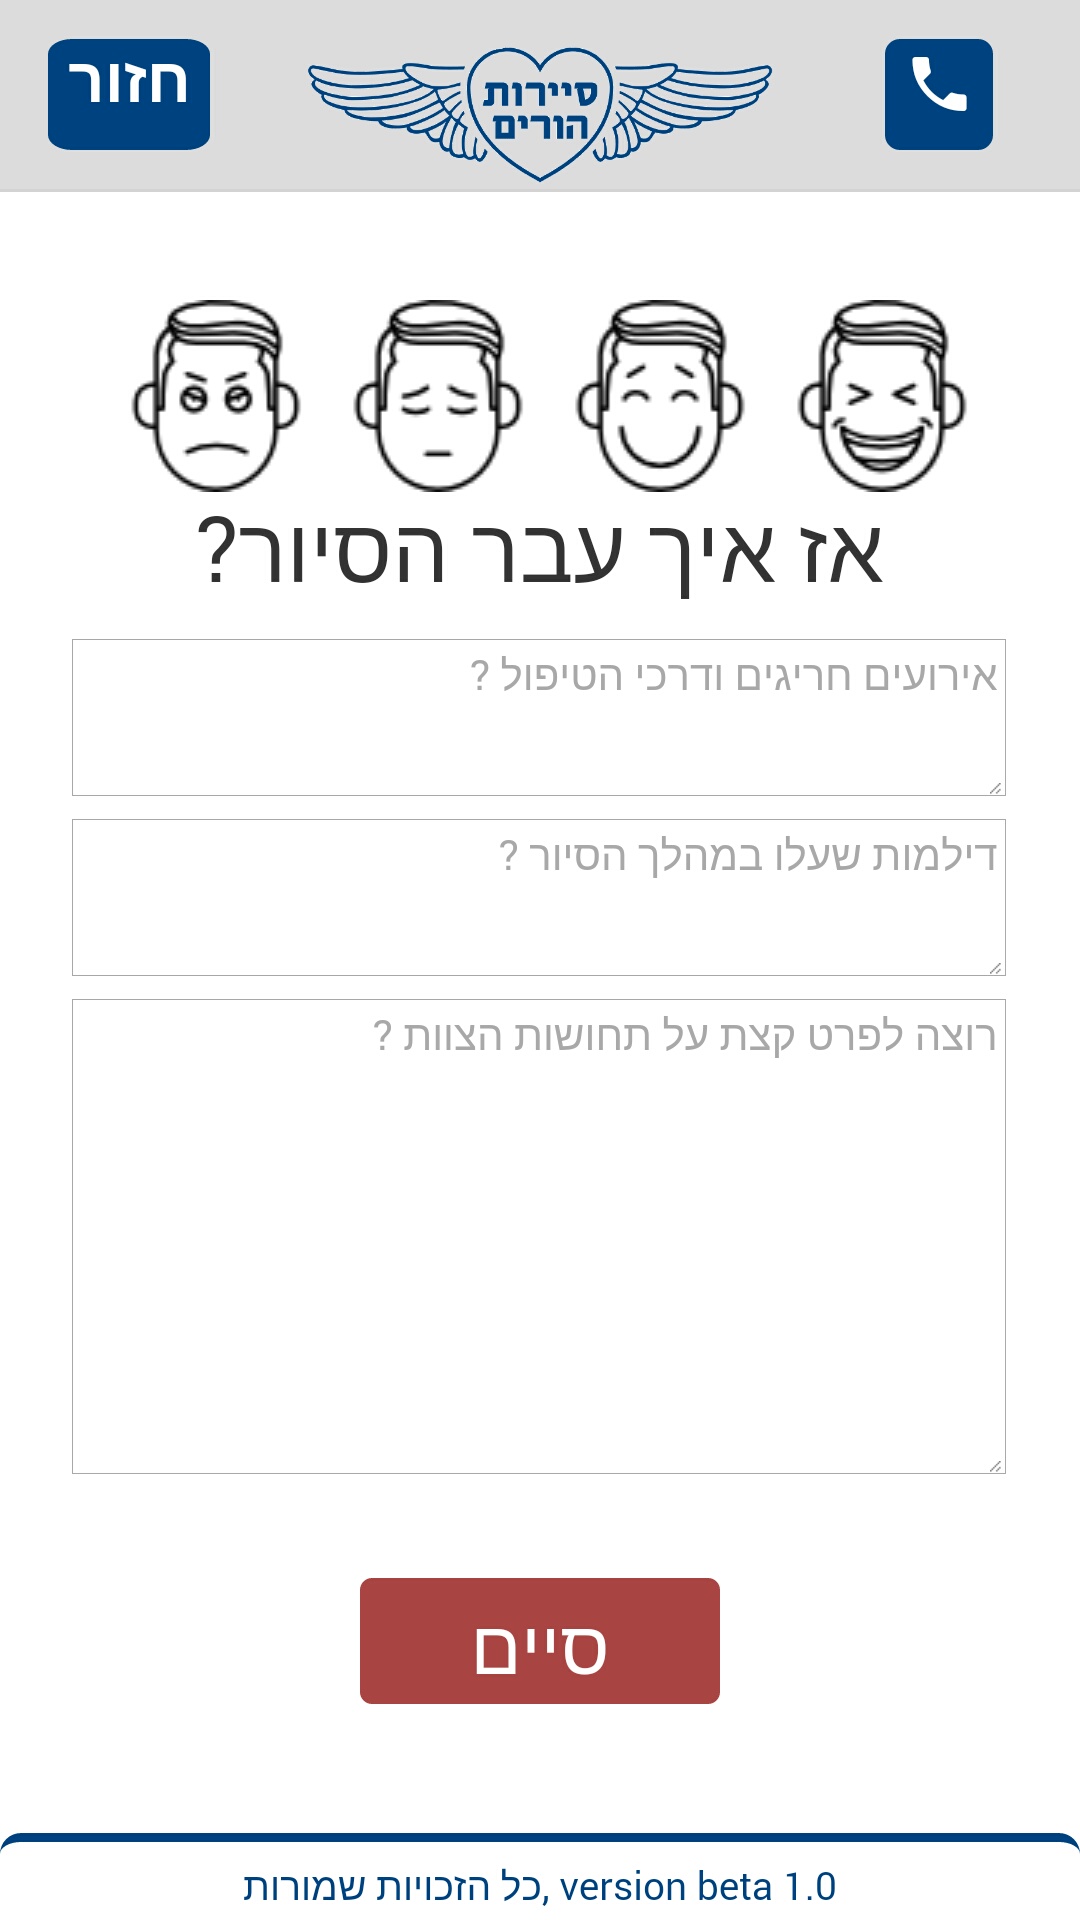 חזור
סיירות
הורים
אז איך עבר הסיור?
אירועים חריגים ודרכי הטיפול ?
דילמות שעלו במהלך הסיור ?
רוצה לפרט קצת על תחושות הצוות ?
סיים
כל הזכויות שמורות, version beta 1.0